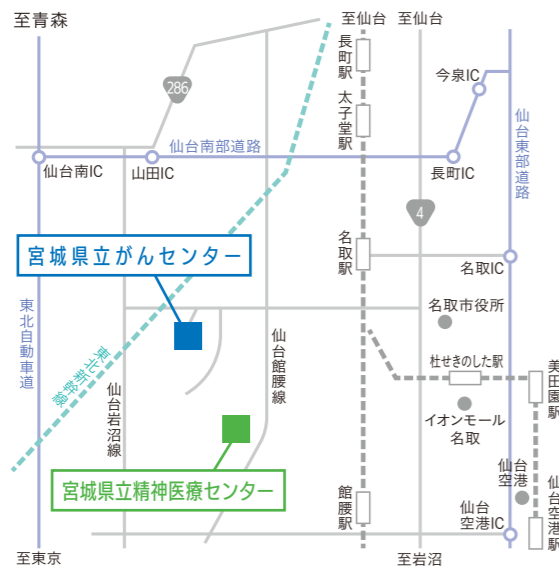 至青森
至仙台
至仙台
長町駅
今泉IC
286
太子堂駅
仙台南部道路
仙台東部道路
仙台南IC
山田IC
長町IC
4
宮城県立がんセンター
名取駅
名取IC
東北自動車道
名取市役所
東北新幹線
仙台岩沼線
仙台館腰線
杜せきのした駅
美田園駅
イオンモール
名取
仙台
空港
宮城県立精神医療センター
館腰駅
仙台
空港IC
仙台空港駅
至東京
至岩沼